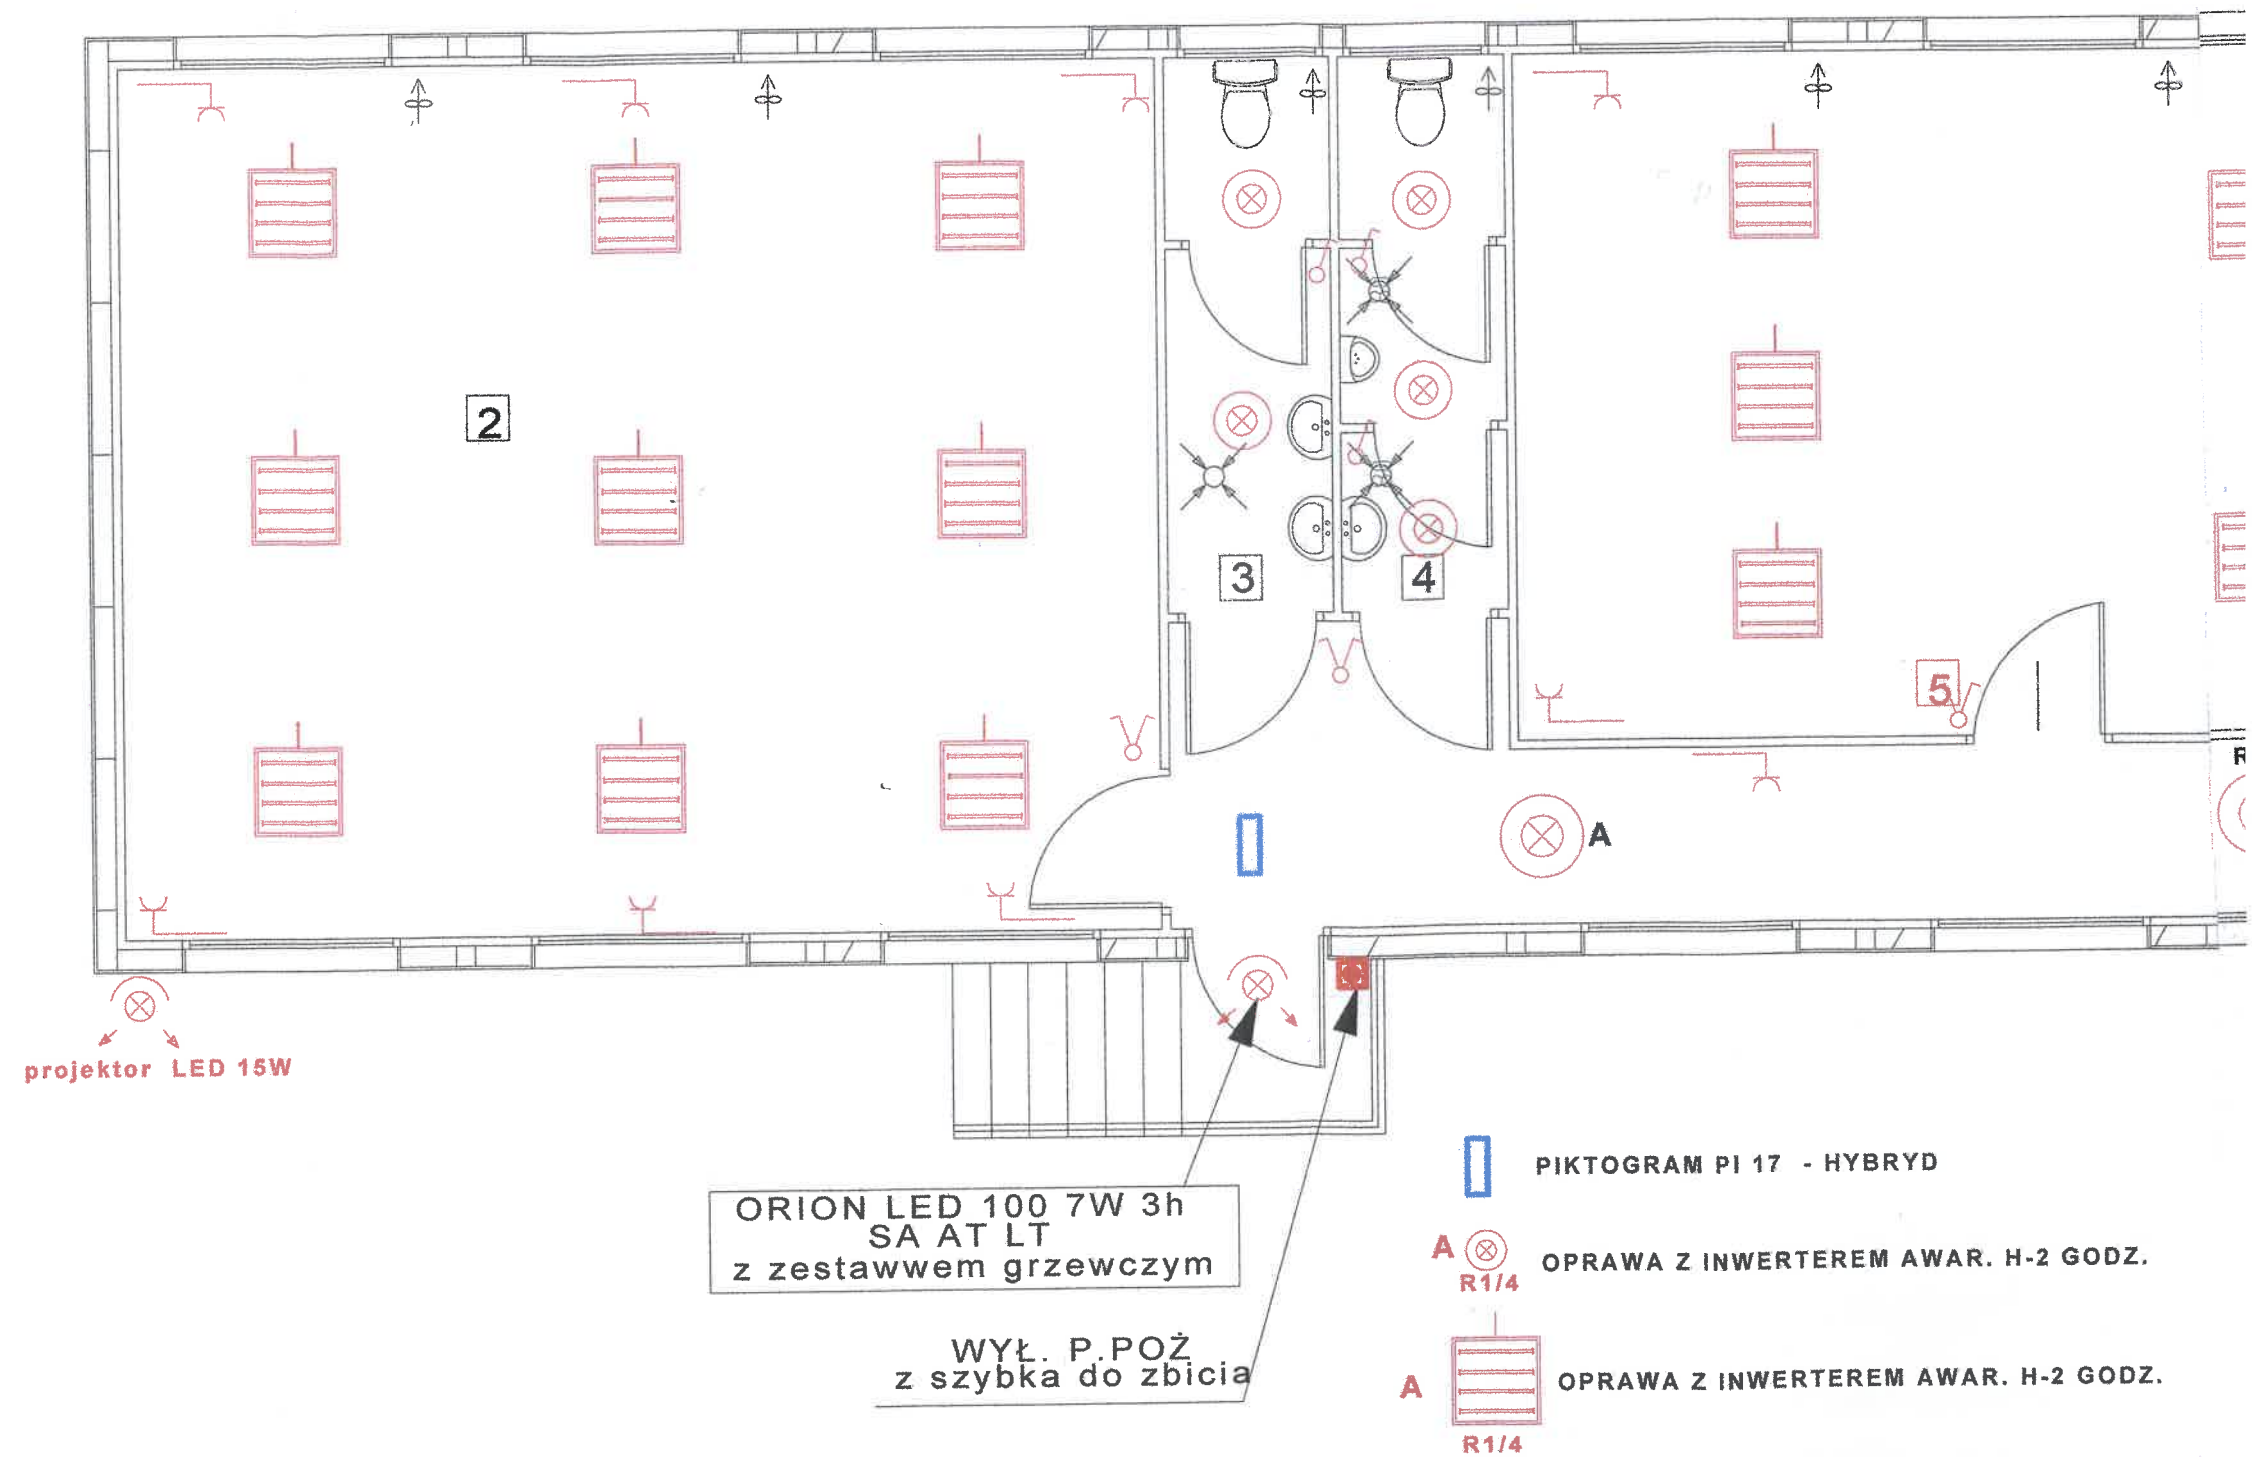 2
3
4
5
R
A
projektor LED 15W
ORION LED 100 7W 3h
SA AT LT
z zestawwem grzewczym
WYŁ. P.POŻ
z szybka do zbicia
PIKTOGRAM PI 17 - HYBRYD
A
R1/4
OPRAWA Z INWERTEREM AWAR. H-2 GODZ.
A
R1/4
OPRAWA Z INWERTEREM AWAR. H-2 GODZ.